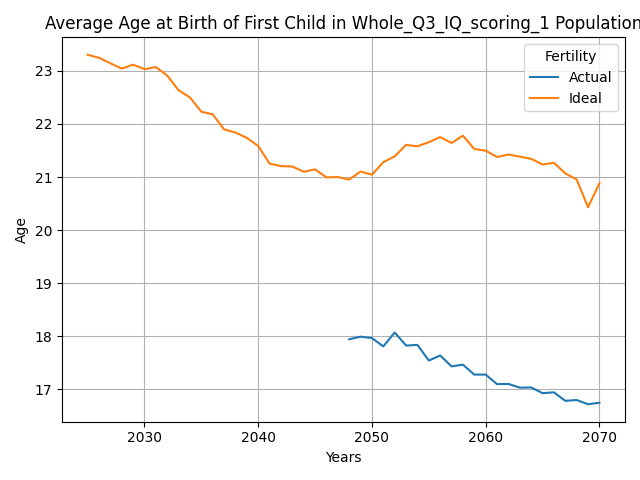 Average Age at Birth of First Child in Whole_Q3_IQ_scoring_1 Population
Fertility
Actual
Ideal
23
22
21
20
19
18
17
Age
2030
2040
2050
2060
2070
Years